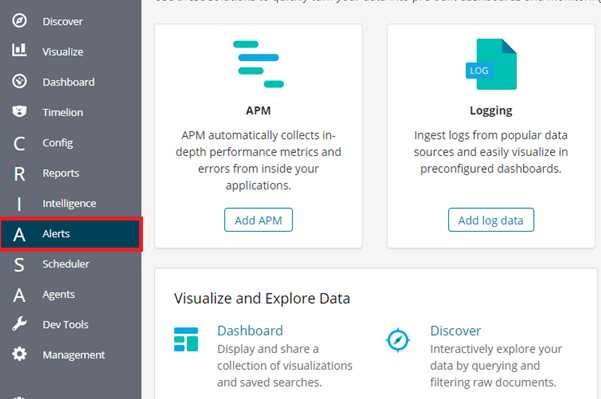 Discover
Visualize
Dashboard
Timelion
C Config
R Reports
I Intelligence
A Alerts
S Scheduler
A Agents
Dev Tools
Management
APM
APM automatically collects in-
depth performance metrics and
errors from inside your
applications.
Add APM
LOG
Logging
Ingest logs from popular data
sources and easily visualize in
preconfigured dashboards.
Add log data
Visualize and Explore Data
Dashboard
Display and share a
collection of visualizations
and saved searches.
Discover
Interactively explore your
data by querying and
filtering raw documents.